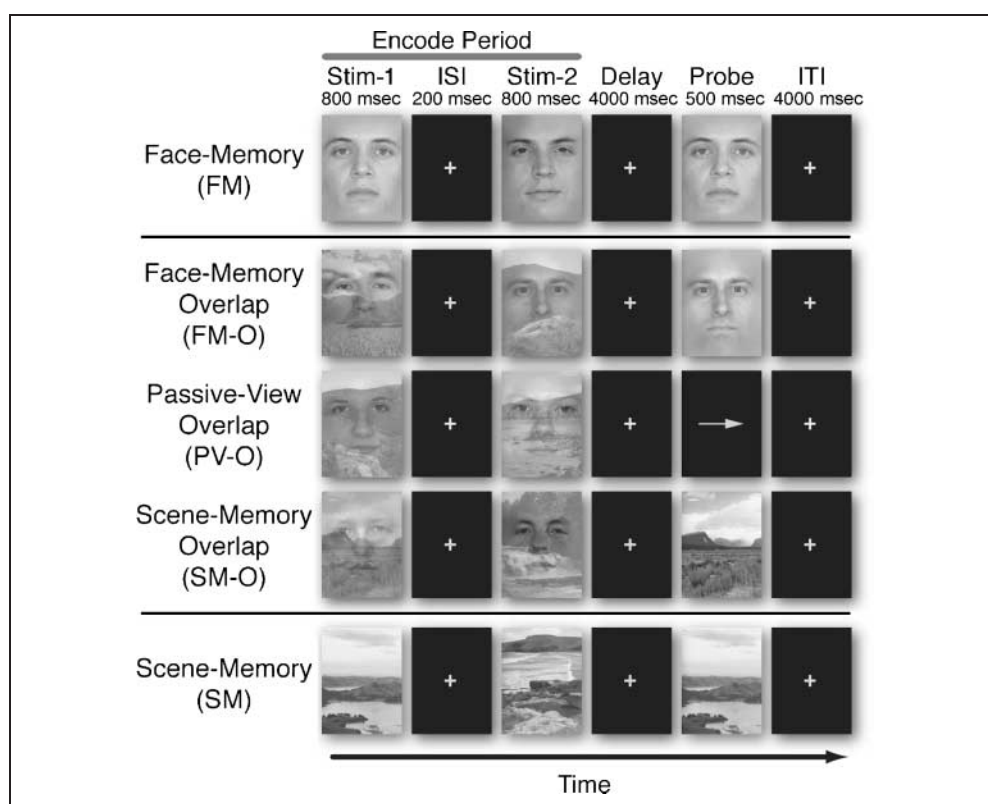 Encode Period
Stim-1 ISI Stim-2 Delay Probe ITI
800 msec 200 msec 800 msec 4000 msec 500 msec 4000 msec
Face-Memory
(FM)
Face-Memory
Overlap
(FM-O)
Passive-View
Overlap
(PV-O)
Scene-Memory
Overlap
(SM-O)
Scene-Memory
(SM)
Time